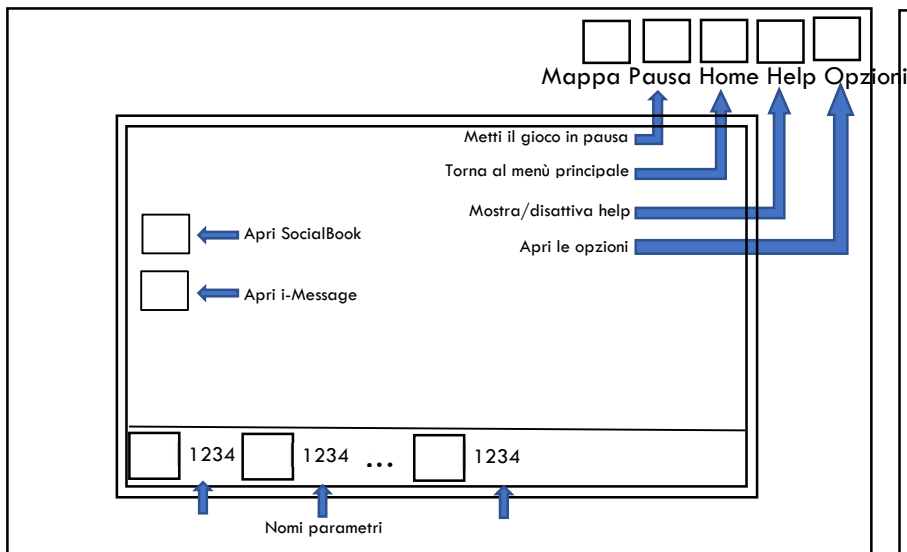 Mappa Pausa Home Help Opzioni
Metti il gioco in pausa
Torna al menù principale
Mostra/disattiva help
Apri SocialBook
Apri le opzioni
Apri i-Message
1234 1234 ... 1234
Nomi parametri